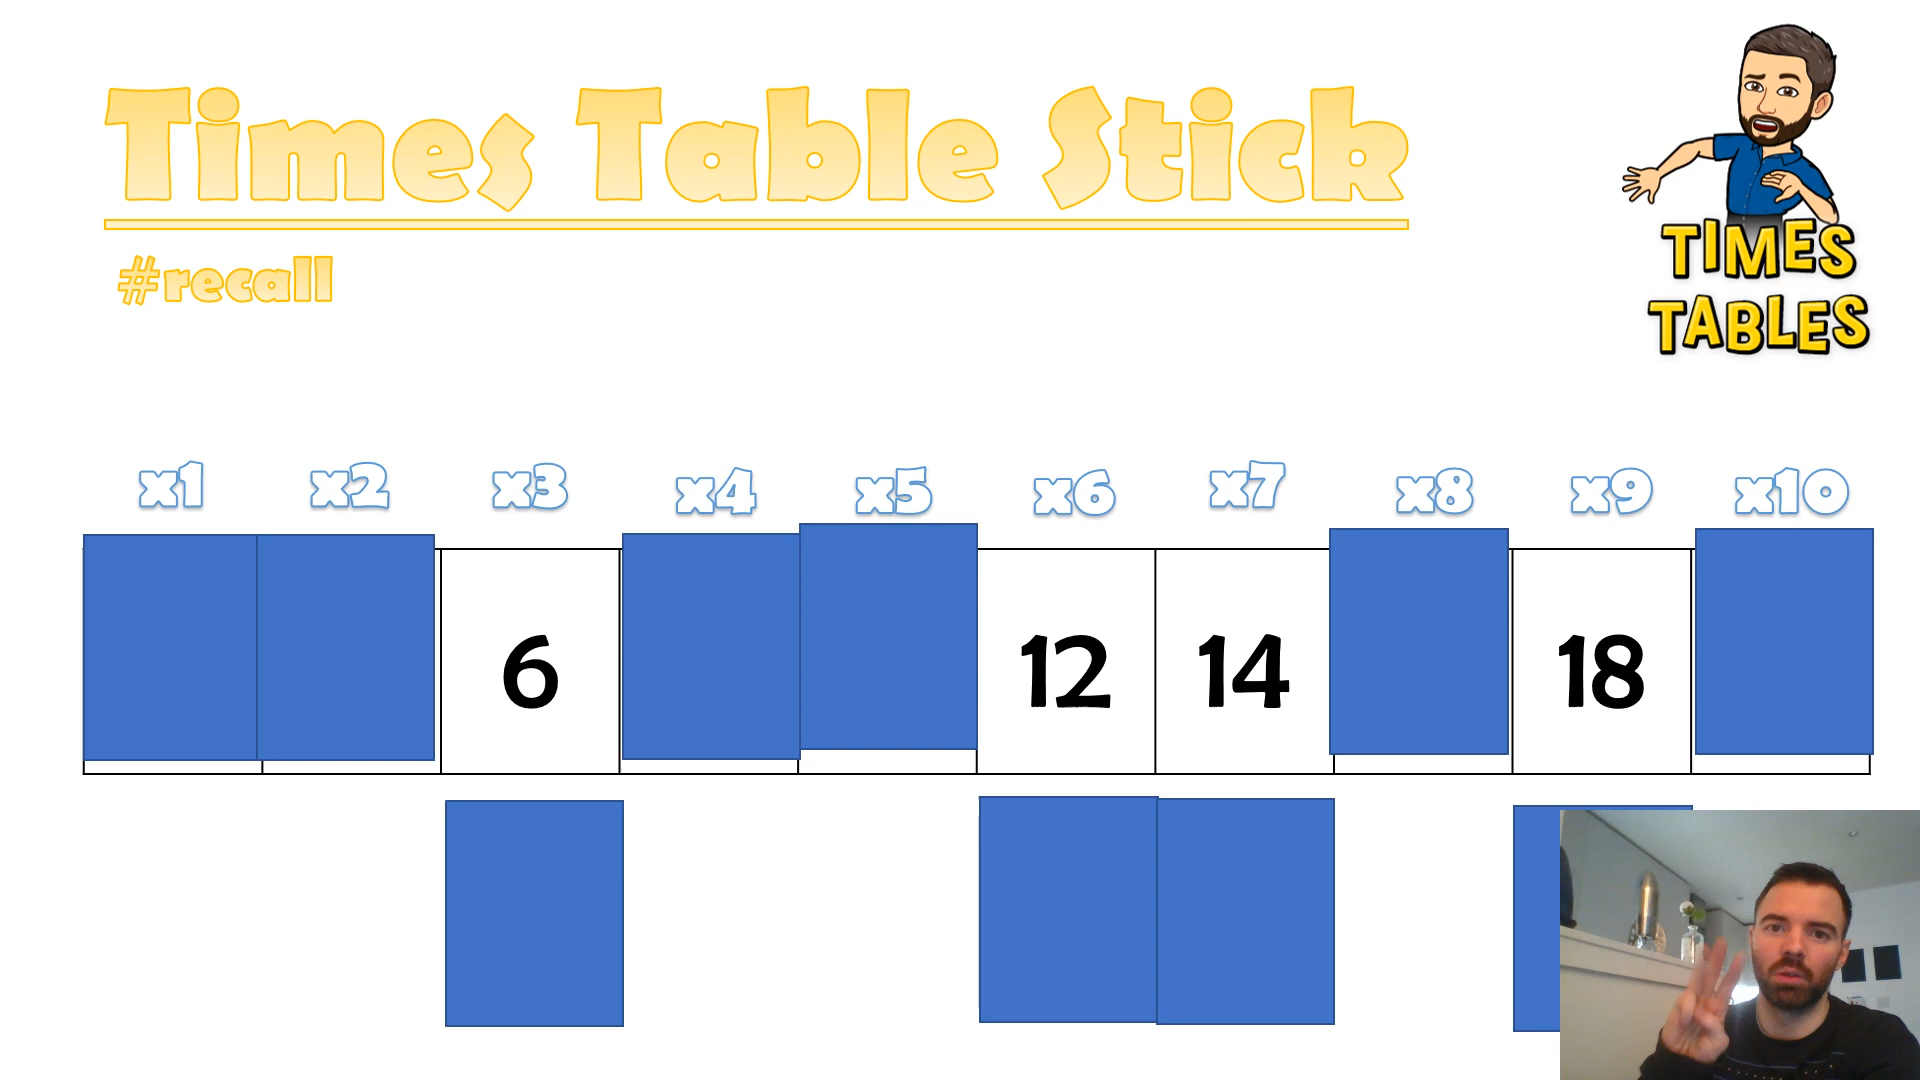 Times Table Stick
#recall
TIMES
TABLES
x1 x2 x3 x4 x5 x6 x7 x8 x9 x10
6 12 14 18